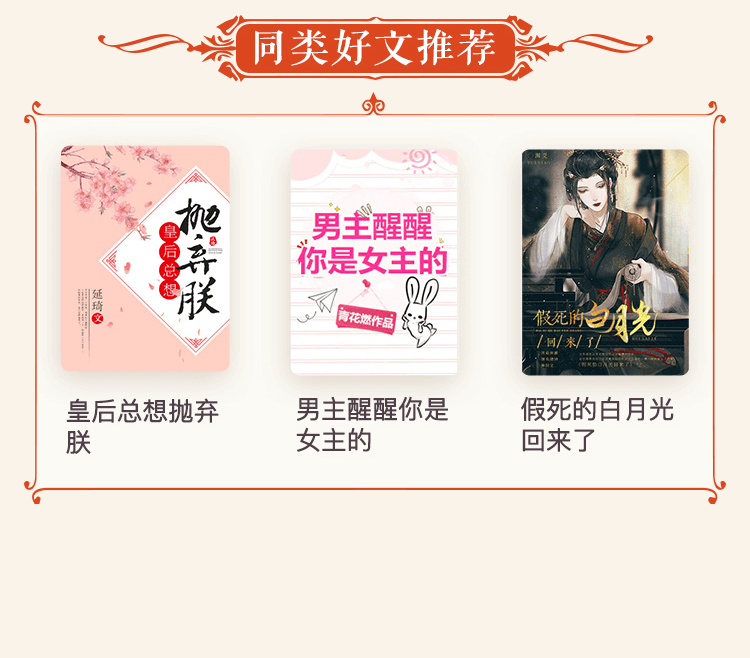 同类好文推荐
抛弃朕
皇后总想
延琦文
男主醒醒
你是女主的
青花燃作品
假死的白月光
回来了
皇后总想抛弃
朕
男主醒醒你是
女主的
假死的白月光
回来了